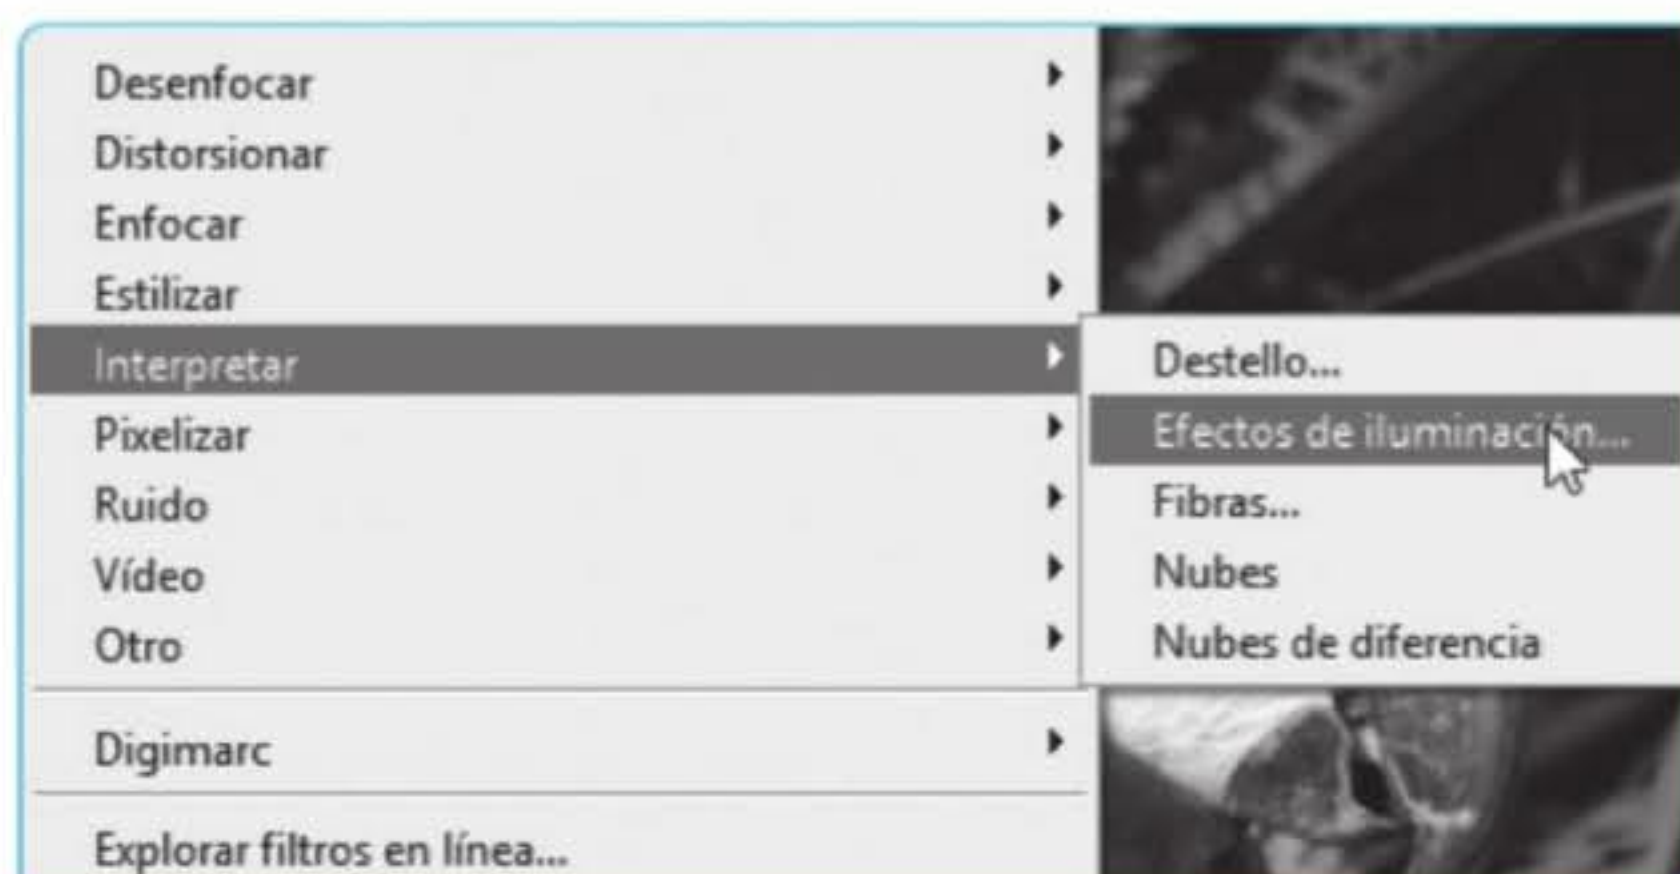 Desenfocar
Distorsionar
Enfocar
Estilizar
Interpretar
Destello...
Efectos de iluminación...
Pixelizar
Fibras...
Ruido
Nubes
Vídeo
Nubes de diferencia
Otro
Digimarc
Explorar filtros en línea...